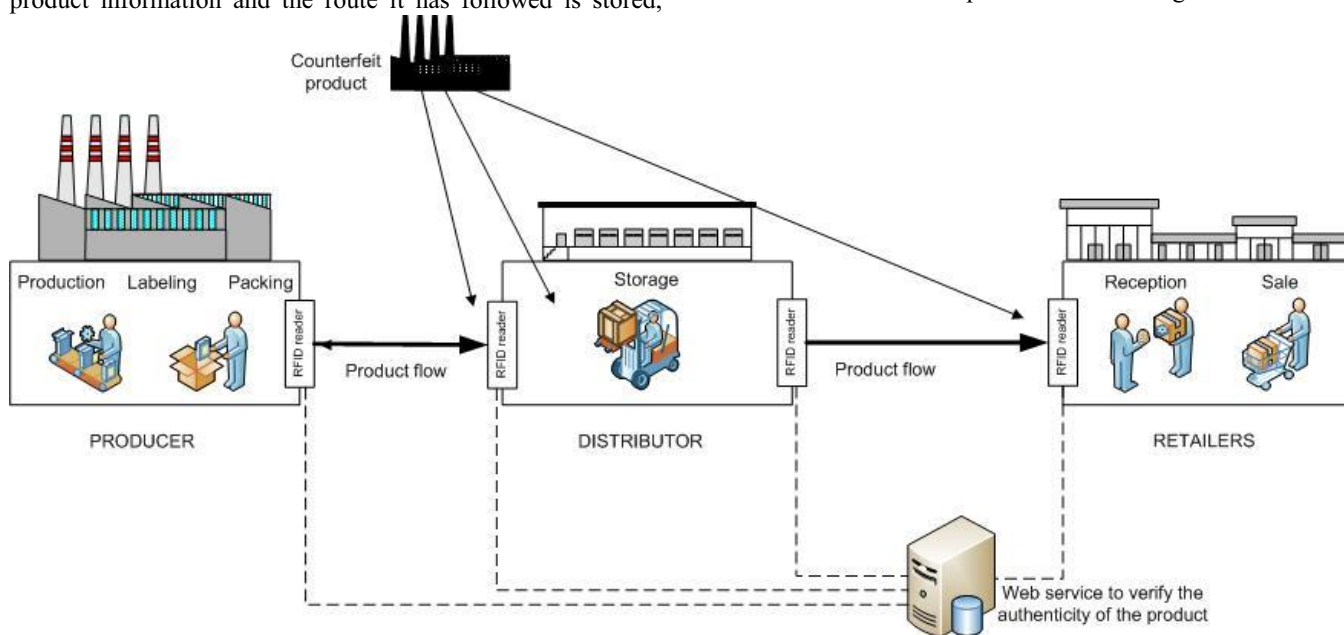 product information and the route it has followed is stored,
Counterfeit
product
Production Labeling Packing
RFID reader
Product flow
RFID reader
Storage
RFID reader
Product flow
RFID reader
Reception Sale
PRODUCER
DISTRIBUTOR
RETAILERS
Web service to verify the
authenticity of the product